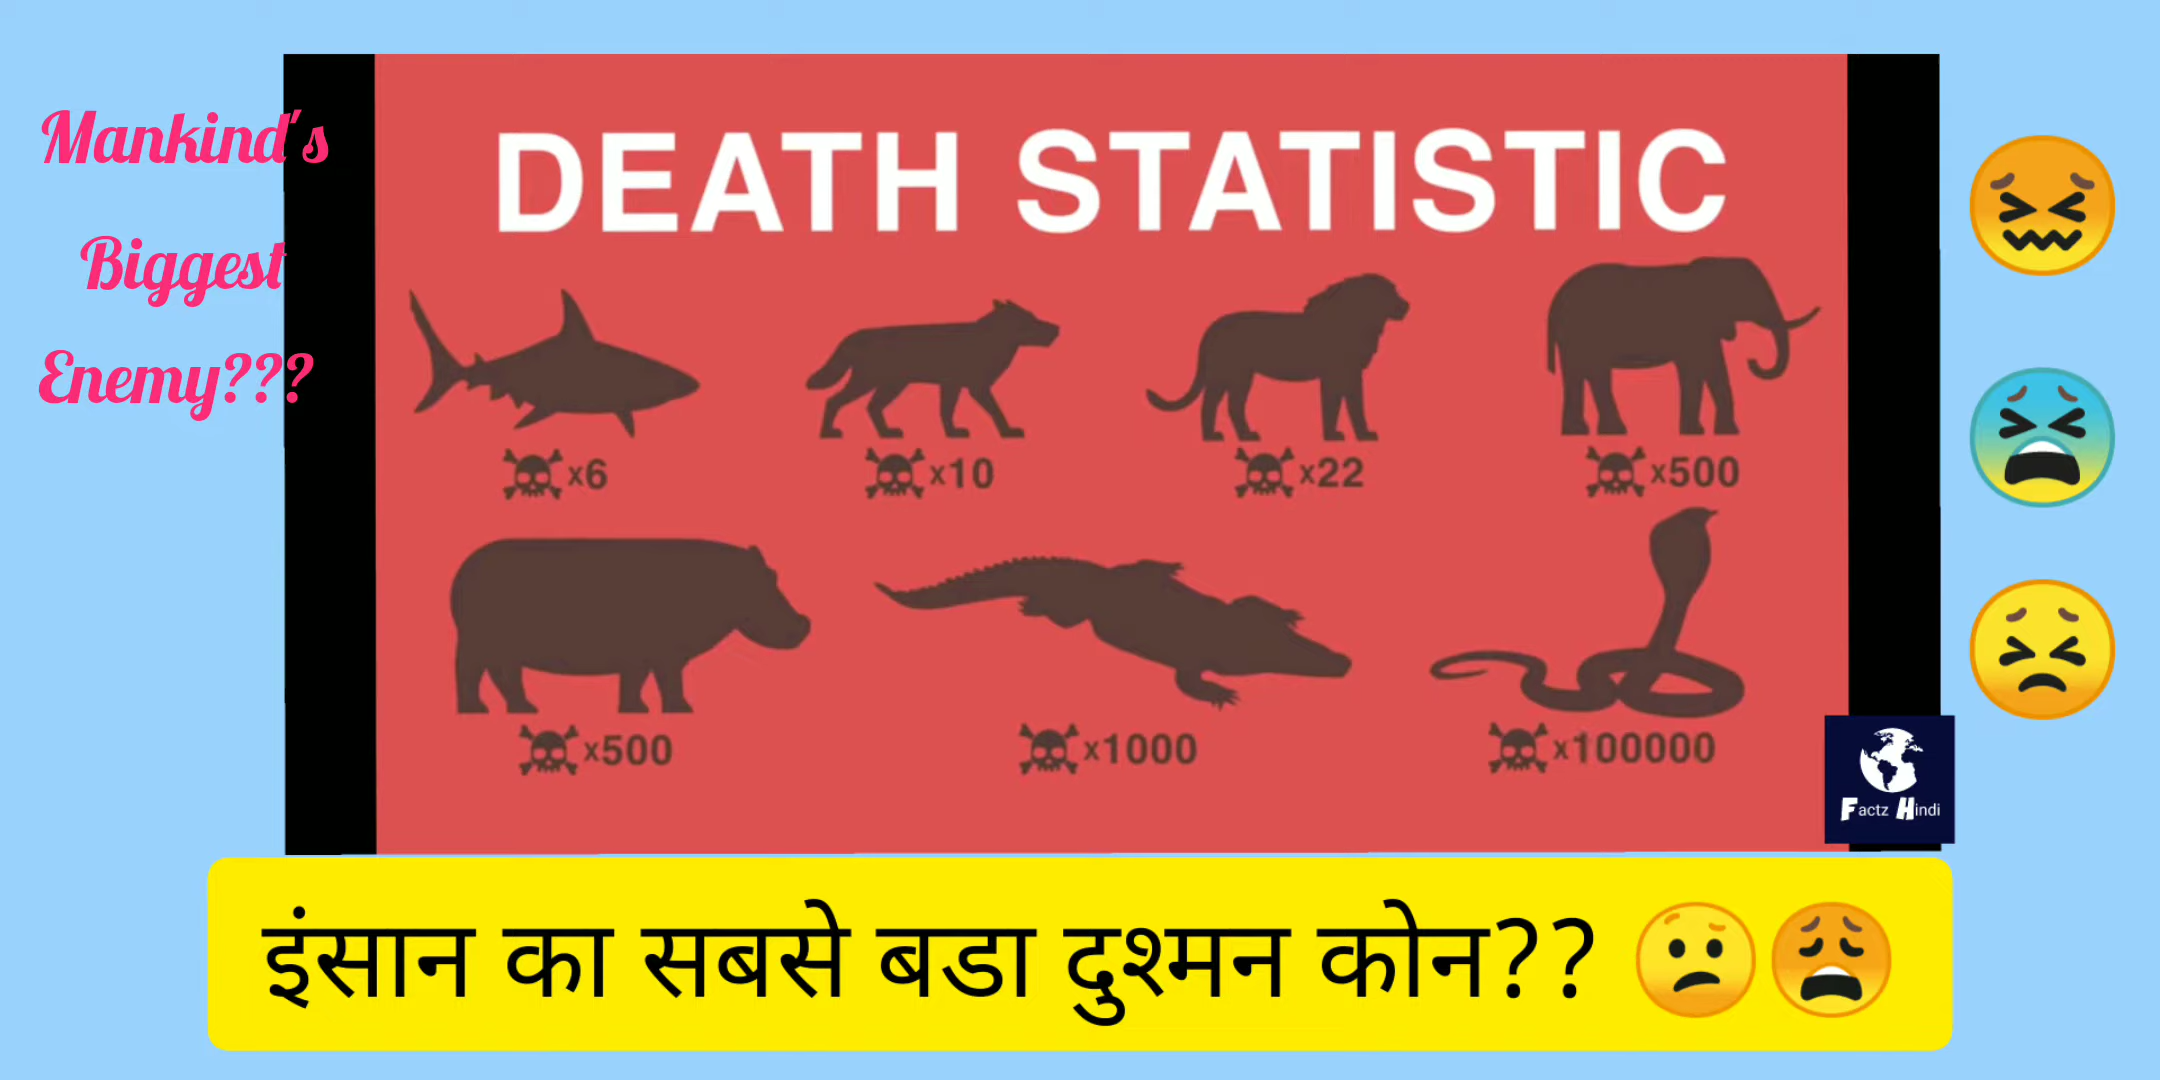 Mankind's
Biggest
Enemy???
DEATH STATISTIC
x6
x10
x22
x500
x500
x1000
x100000
Factz Hindi
इंसान का सबसे बडा दुश्मन कोन??